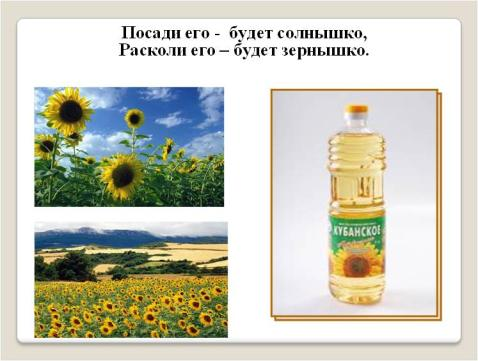 Посади его - будет солнышко,
Расколи его – будет зернышко.
КУБАНСКОЕ